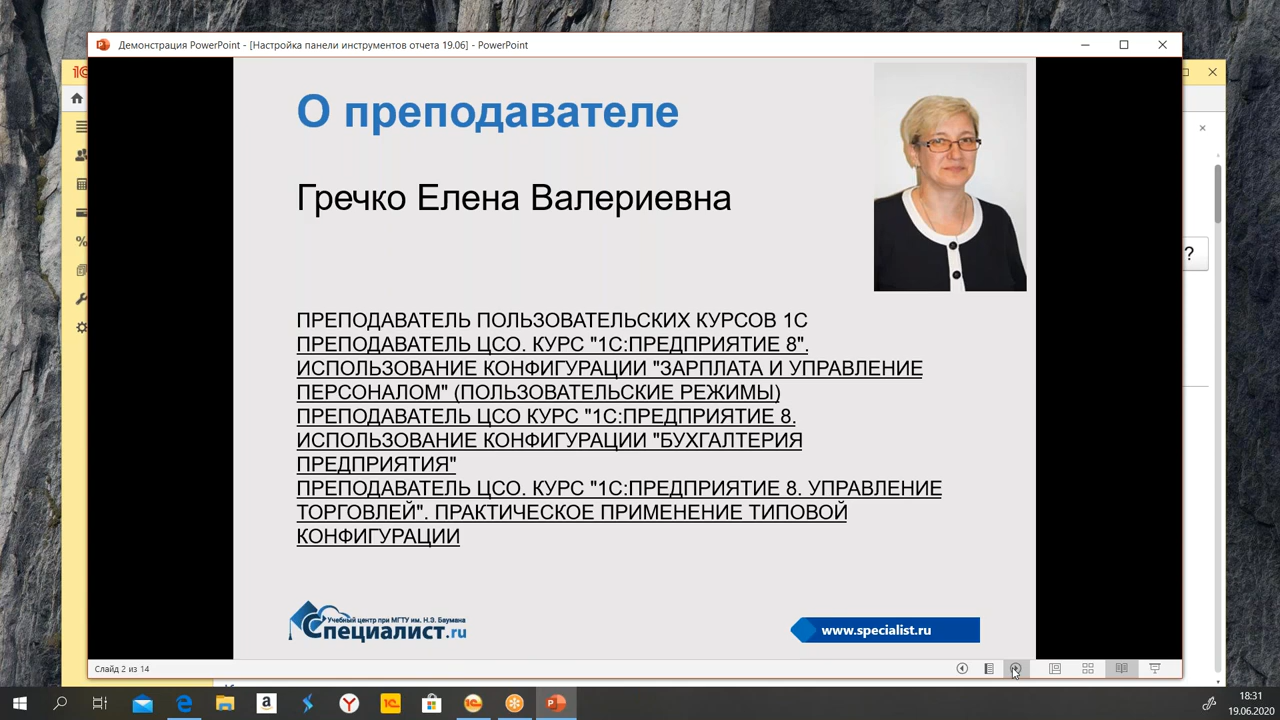 Демонстрация PowerPoint - [Настройка панели инструментов отчета 19.06] - PowerPoint
1С
О преподавателе
Гречко Елена Валериевна
?
ПРЕПОДАВАТЕЛЬ ПОЛЬЗОВАТЕЛЬСКИХ КУРСОВ 1С
ПРЕПОДАВАТЕЛЬ ЦСО. КУРС "1С:ПРЕДПРИЯТИЕ 8".
ИСПОЛЬЗОВАНИЕ КОНФИГУРАЦИИ "ЗАРПЛАТА И УПРАВЛЕНИЕ
ПЕРСОНАЛОМ" (ПОЛЬЗОВАТЕЛЬСКИЕ РЕЖИМЫ)
ПРЕПОДАВАТЕЛЬ ЦСО КУРС "1С:ПРЕДПРИЯТИЕ 8.
ИСПОЛЬЗОВАНИЕ КОНФИГУРАЦИИ "БУХГАЛТЕРИЯ
ПРЕДПРИЯТИЯ"
ПРЕПОДАВАТЕЛЬ ЦСО. КУРС "1С:ПРЕДПРИЯТИЕ 8. УПРАВЛЕНИЕ
ТОРГОВЛЕЙ". ПРАКТИЧЕСКОЕ ПРИМЕНЕНИЕ ТИПОВОЙ
КОНФИГУРАЦИИ
Учебный центр при МГТУ им. Н.Э. Баумана
Специалист.ru
www.specialist.ru
Слайд 2 из 14
18:31
19.06.2020